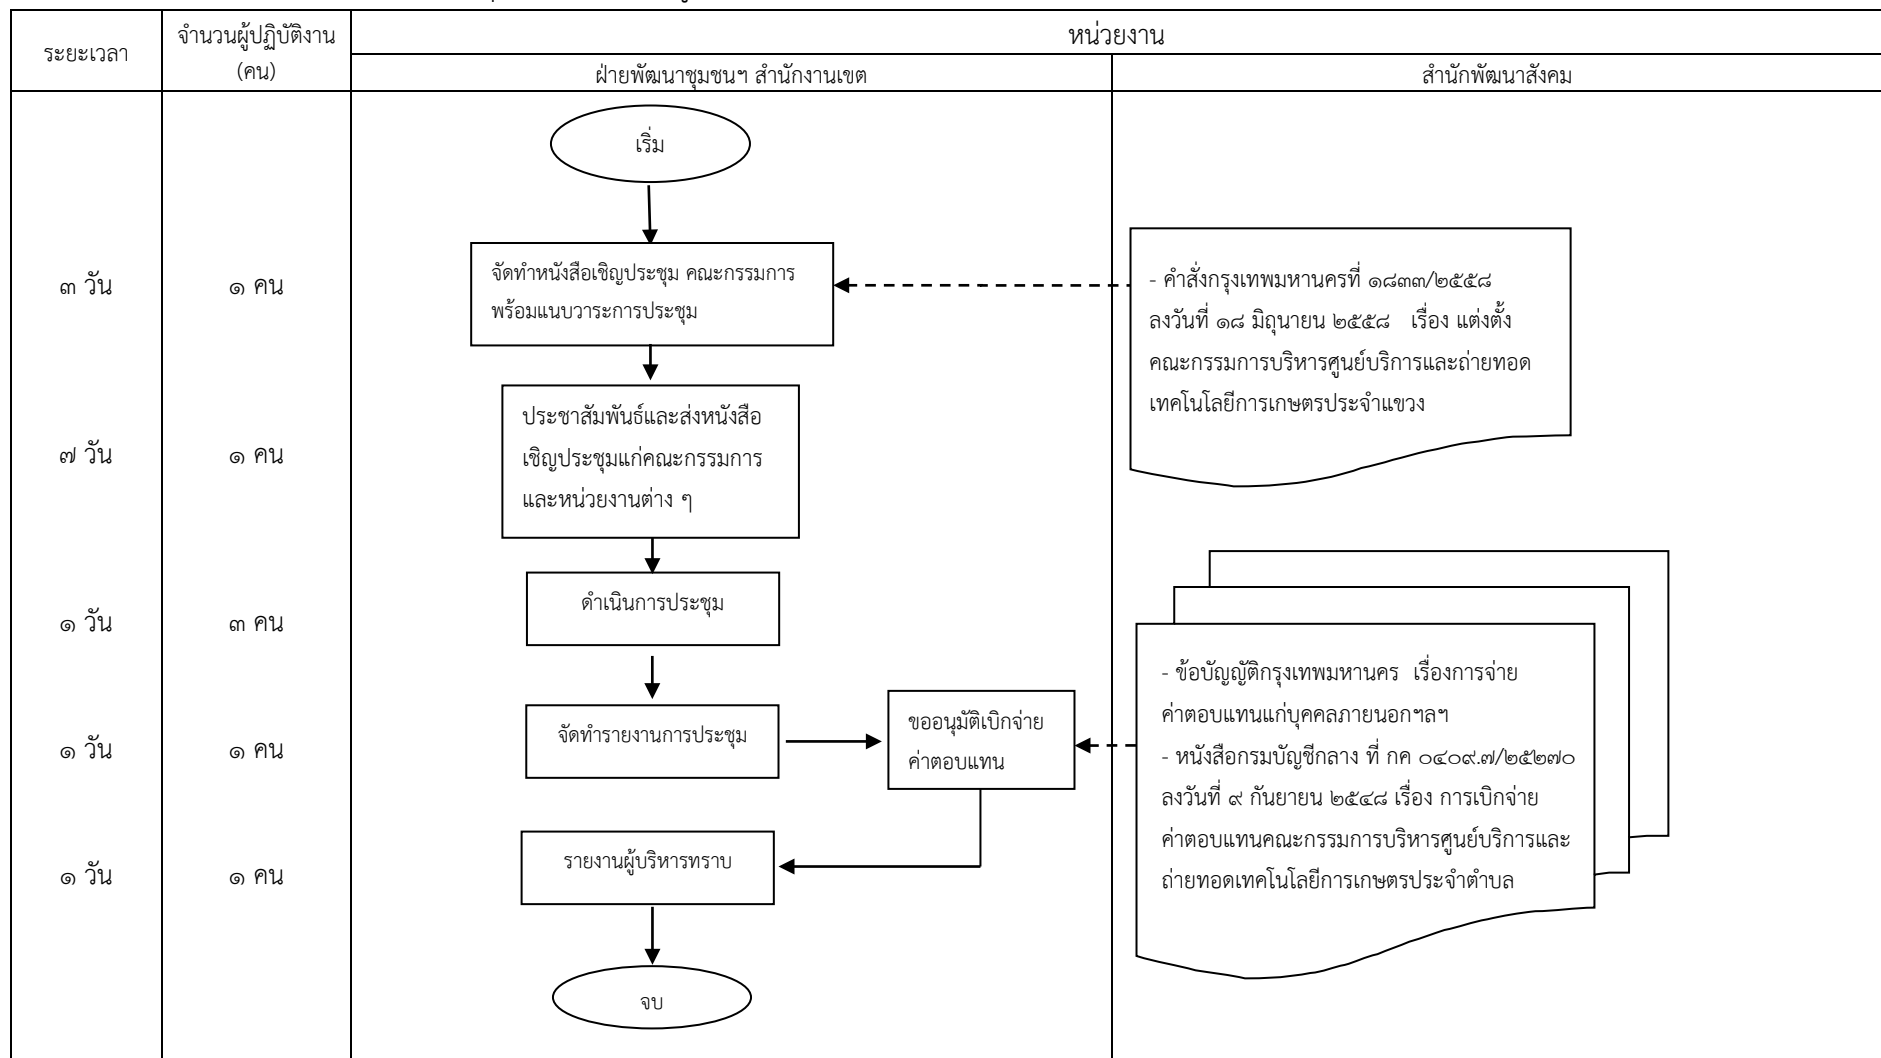 ระยะเวลา
จำนวนผู้ปฏิบัติงาน
(คน)
หน่วยงาน
ฝ่ายพัฒนาชุมชนฯ สำนักงานเขต
สำนักพัฒนาสังคม
เริ่ม
๓ วัน
๑ คน
จัดทำหนังสือเชิญประชุม คณะกรรมการ
พร้อมแนบวาระการประชุม
- คำสั่งกรุงเทพมหานครที่ ๑๘๓๓/๒๕๕๘
ลงวันที่ ๑๘ มิถุนายน ๒๕๕๘ เรื่อง แต่งตั้ง
คณะกรรมการบริหารศูนย์บริการและถ่ายทอด
เทคโนโลยีการเกษตรประจำแขวง
๗ วัน
๑ คน
ประชาสัมพันธ์และส่งหนังสือ
เชิญประชุมแก่คณะกรรมการ
และหน่วยงานต่าง ๆ
๑ วัน
๓ คน
ดำเนินการประชุม
๑ วัน
๑ คน
จัดทำรายงานการประชุม
ขออนุมัติเบิกจ่าย
ค่าตอบแทน
- ข้อบัญญัติกรุงเทพมหานคร เรื่องการจ่าย
ค่าตอบแทนแก่บุคคลภายนอกฯลฯ
- หนังสือกรมบัญชีกลาง ที่ กค ๐๔๐๙.๗/๒๕๒๗๐
ลงวันที่ ๙ กันยายน ๒๕๔๘ เรื่อง การเบิกจ่าย
ค่าตอบแทนคณะกรรมการบริหารศูนย์บริการและ
ถ่ายทอดเทคโนโลยีการเกษตรประจำตำบล
๑ วัน
๑ คน
รายงานผู้บริหารทราบ
จบ